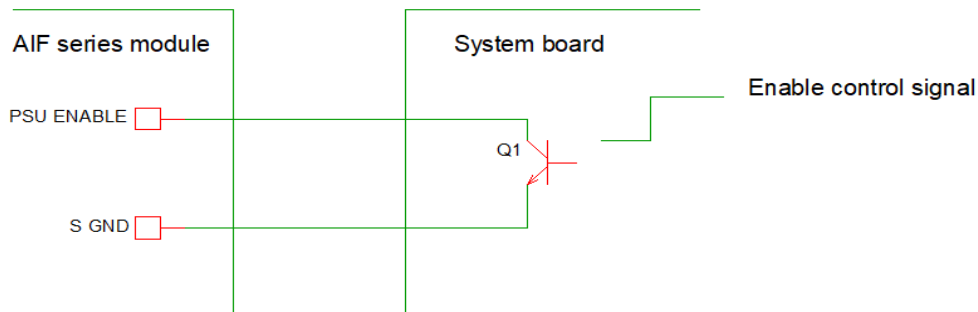 AIF series module
System board
Enable control signal
PSU ENABLE
Q1
S GND